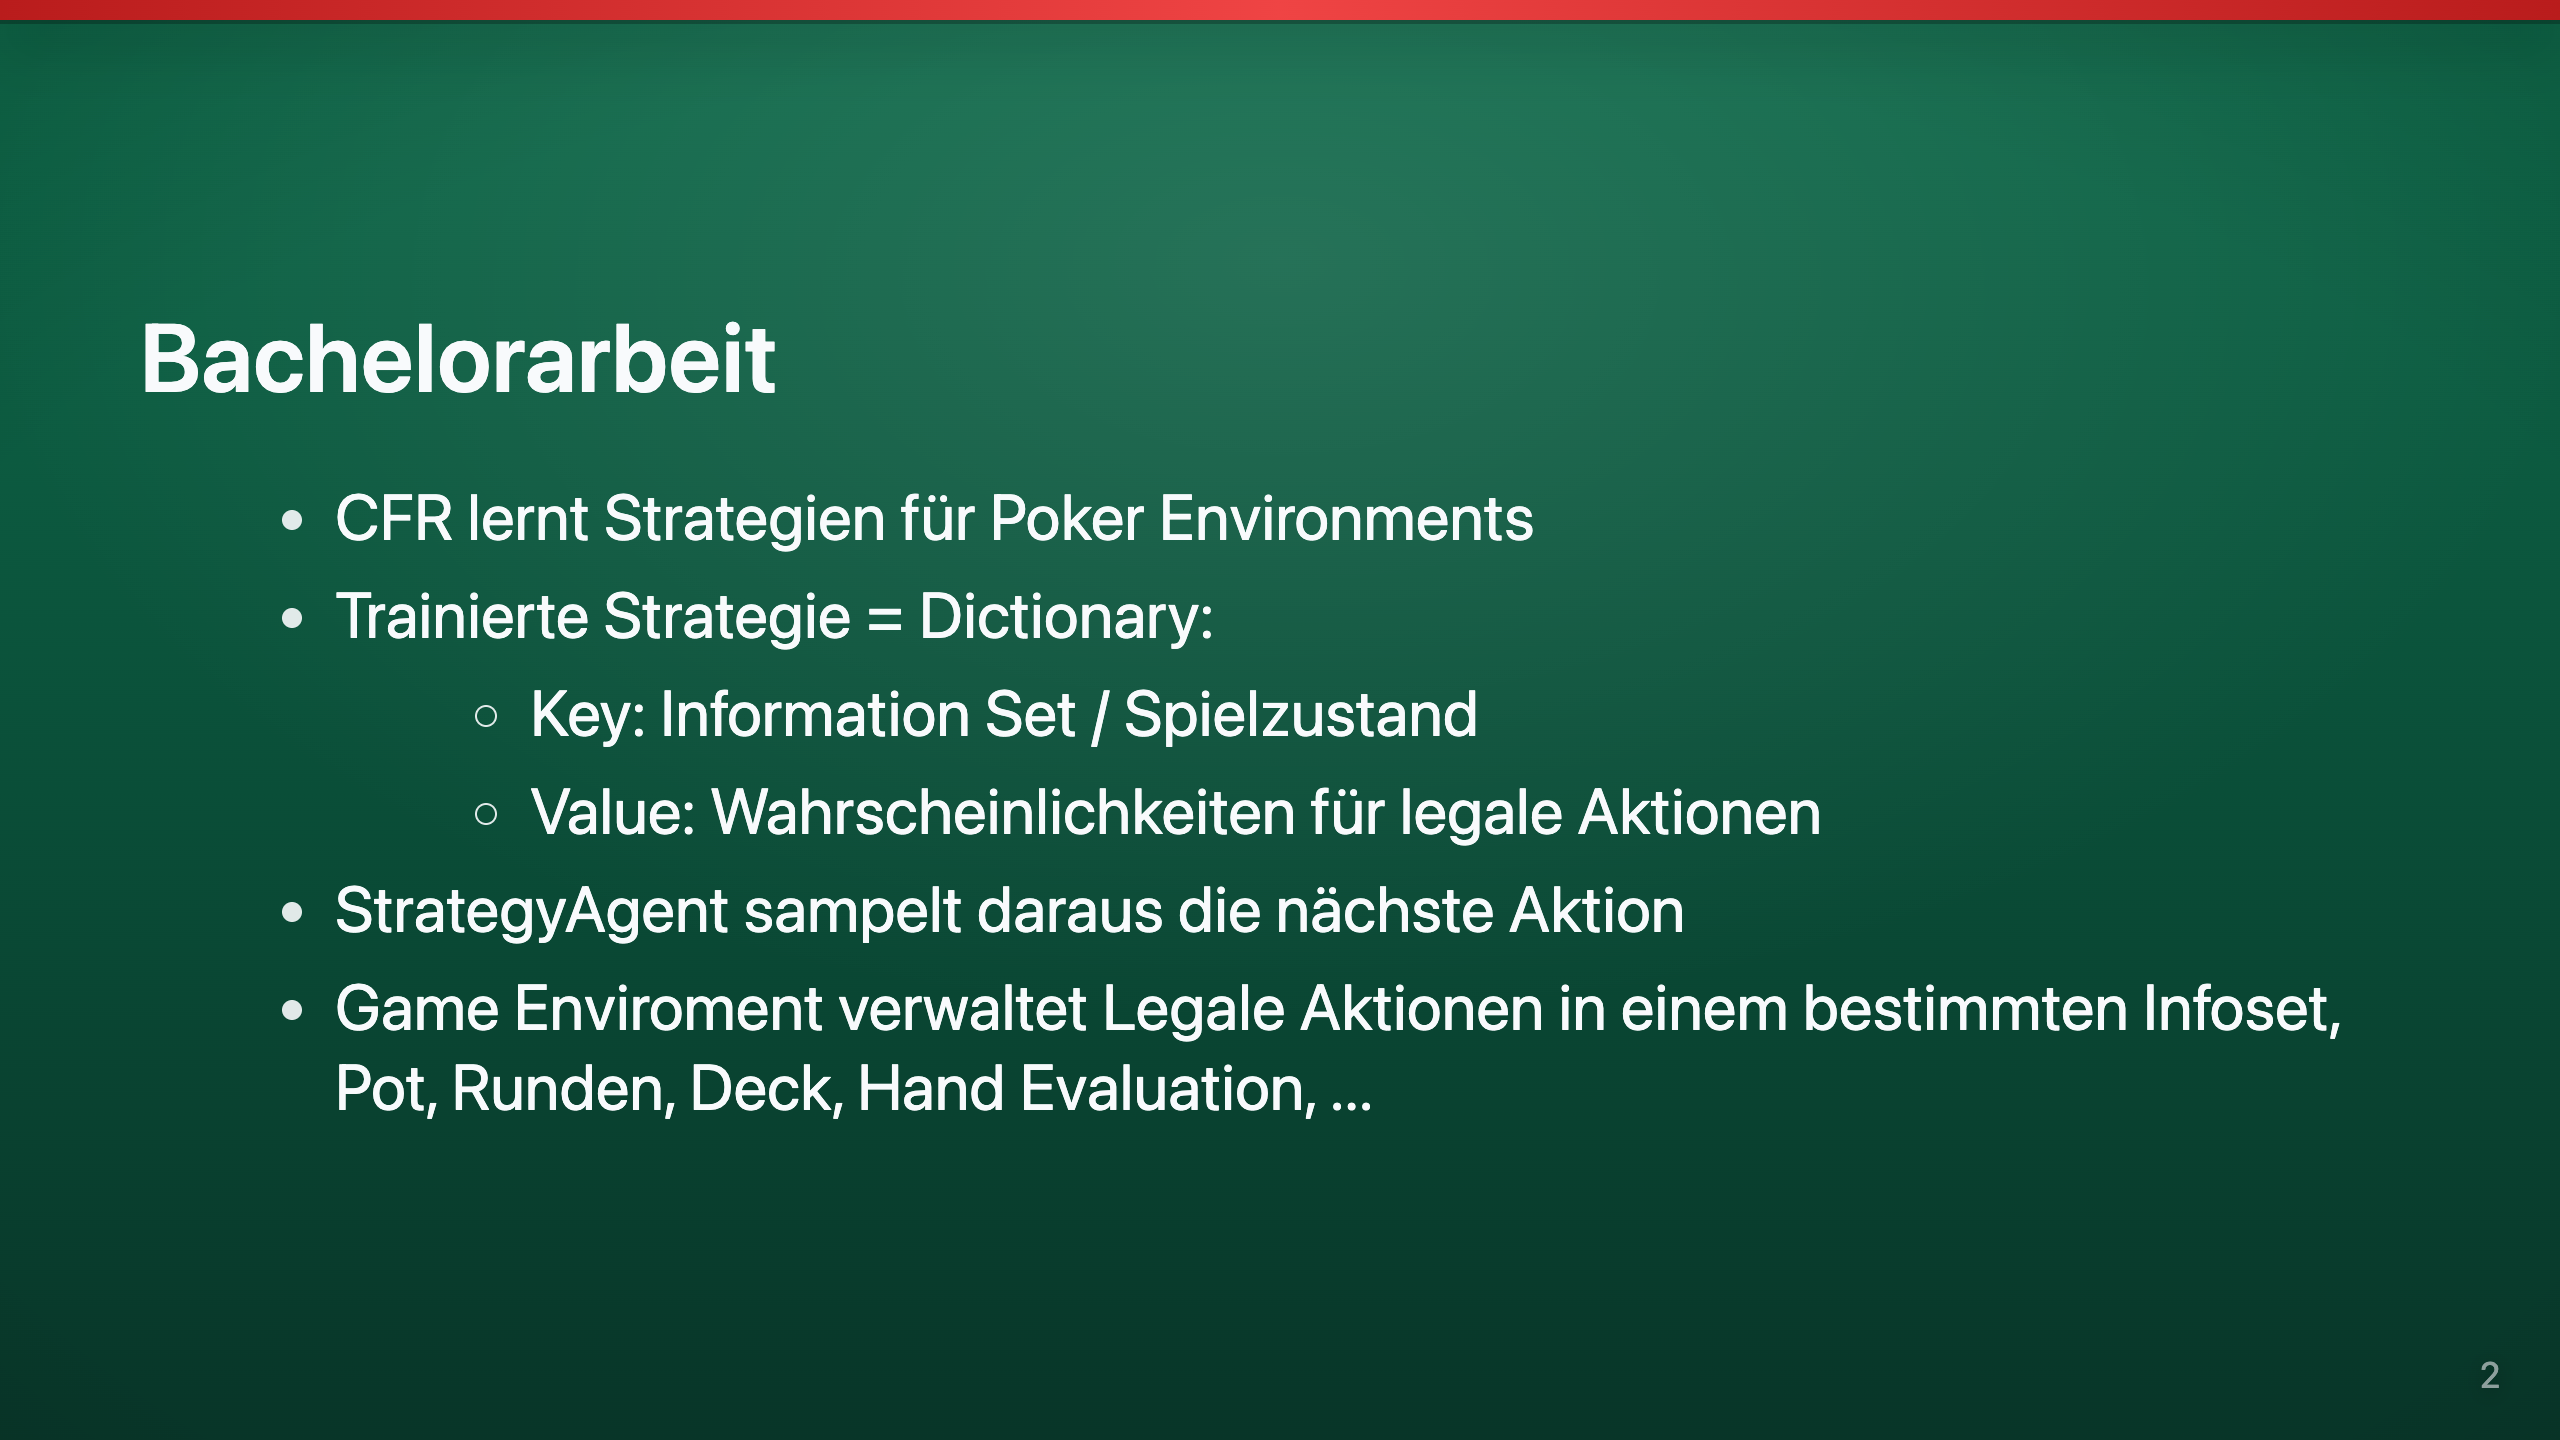 Bachelorarbeit
• CFR lernt Strategien für Poker Environments
• Trainierte Strategie = Dictionary:
○ Key: Information Set / Spielzustand
○ Value: Wahrscheinlichkeiten für legale Aktionen
• StrategyAgent sampelt daraus die nächste Aktion
• Game Enviroment verwaltet Legale Aktionen in einem bestimmten Infoset,
Pot, Runden, Deck, Hand Evaluation, ...
2